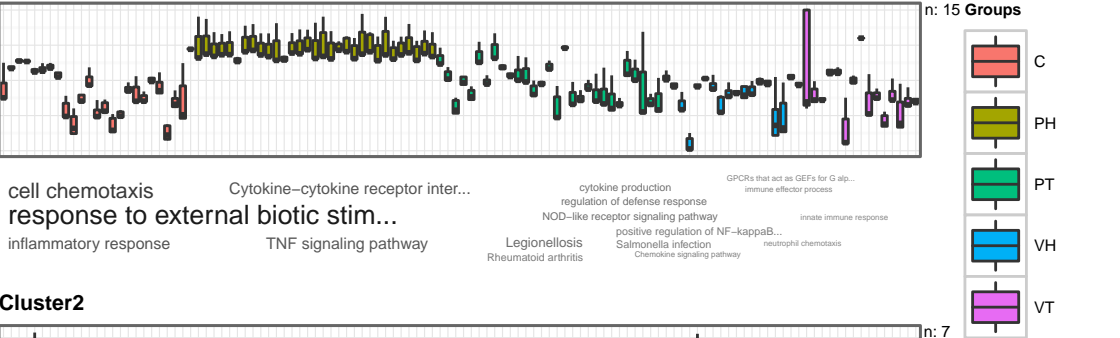 n: 15 Groups
C
PH
PT
VH
VT
cell chemotaxis
Cytokine−cytokine receptor inter...
response to external biotic stim...
inflammatory response
TNF signaling pathway
cytokine production
regulation of defense response
NOD−like receptor signaling pathway
positive regulation of NF−kappaB...
Legionellosis
Salmonella infection
Rheumatoid arthritis
Chemokine signaling pathway
GPCRs that act as GEFs for G alp...
immune effector process
innate immune response
neutrophil chemotaxis
Cluster2
n: 7